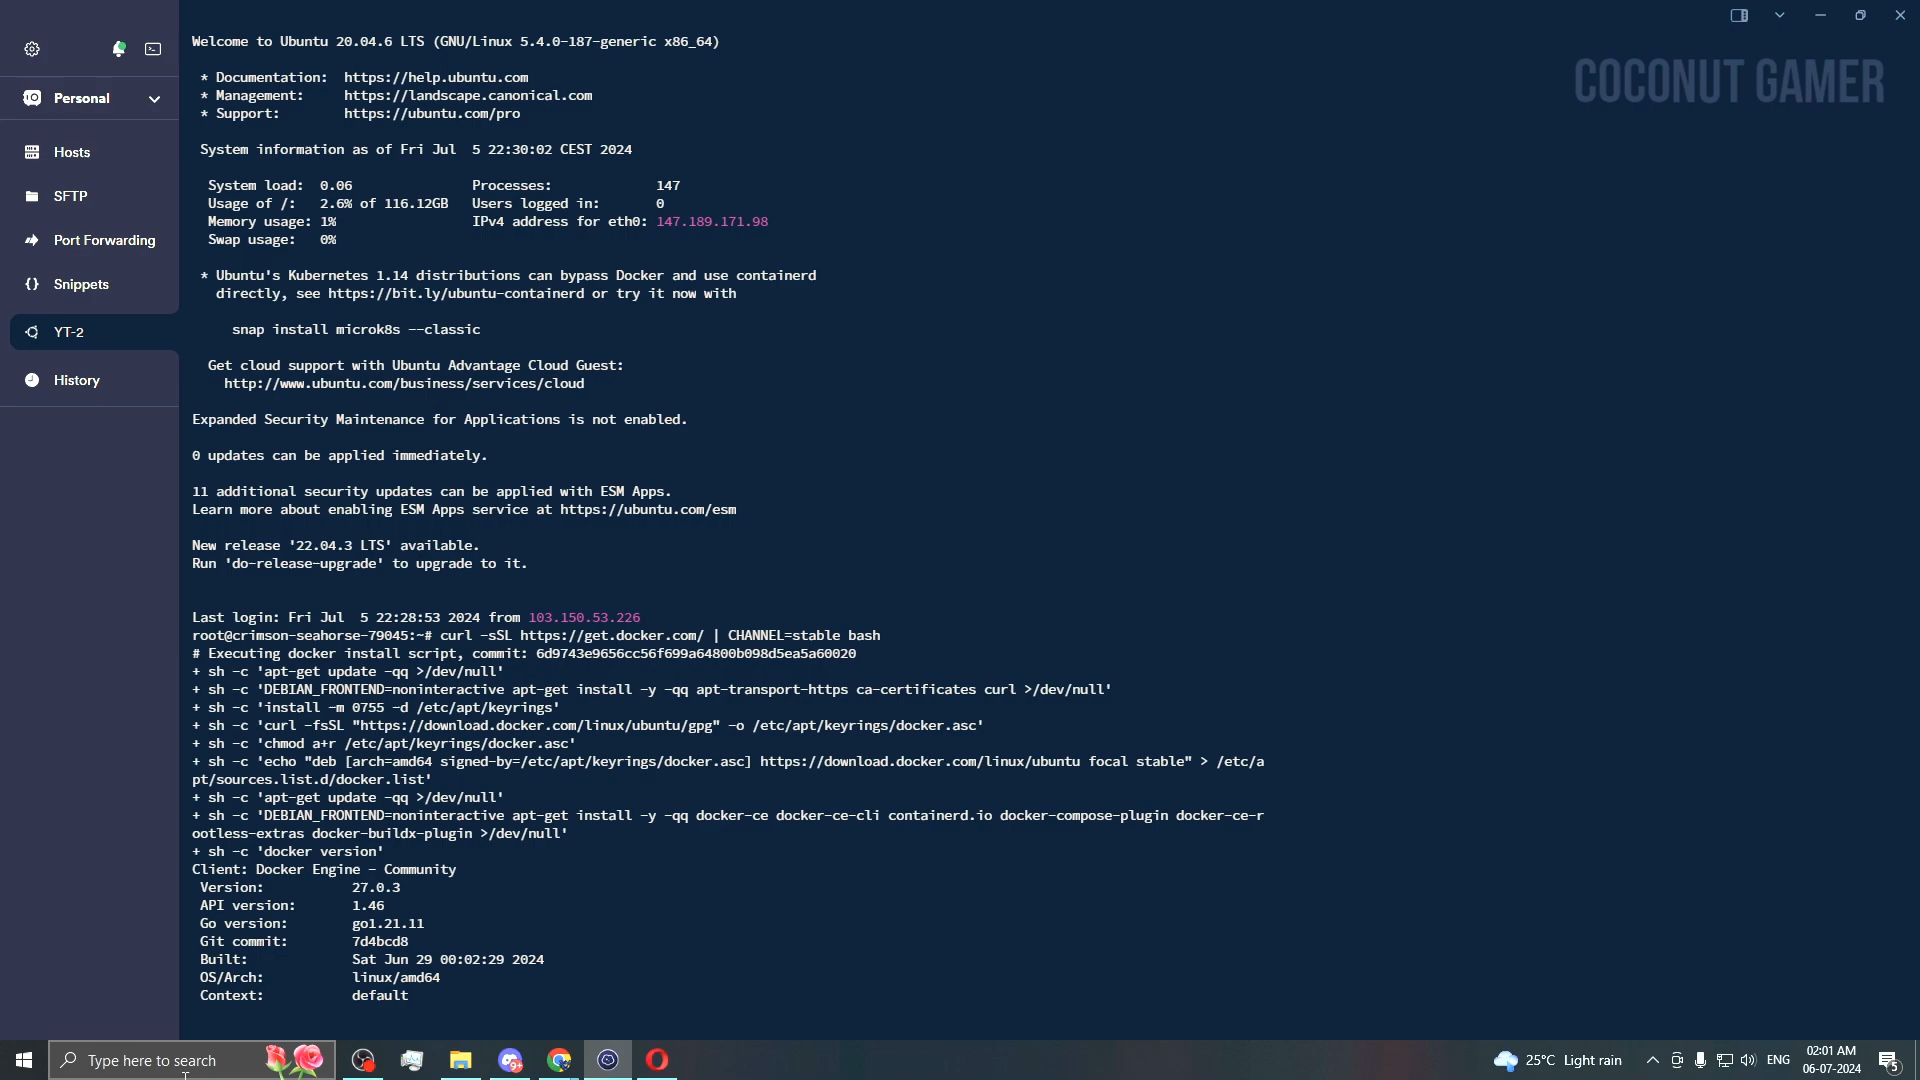 Welcome to Ubuntu 20.04.6 LTS (GNU/Linux 5.4.0-187-generic x86_64)
COCONUT GAMER
* Documentation: https://help.ubuntu.com
* Management: https://landscape.canonical.com
* Support: https://ubuntu.com/pro
Personal
Hosts
SFTP
Port Forwarding
Snippets
YT-2
History
System information as of Fri Jul 5 22:30:02 CEST 2024
System load: 0.06 Processes: 147
Usage of /: 2.6% of 116.12GB Users logged in: 0
Memory usage: 1% IPv4 address for eth0: 147.189.171.98
Swap usage: 0%
* Ubuntu's Kubernetes 1.14 distributions can bypass Docker and use containerd
directly, see https://bit.ly/ubuntu-containerd or try it now with
snap install microk8s --classic
Get cloud support with Ubuntu Advantage Cloud Guest:
http://www.ubuntu.com/business/services/cloud
Expanded Security Maintenance for Applications is not enabled.
0 updates can be applied immediately.
11 additional security updates can be applied with ESM Apps.
Learn more about enabling ESM Apps service at https://ubuntu.com/esm
New release '22.04.3 LTS' available.
Run 'do-release-upgrade' to upgrade to it.
Last login: Fri Jul 5 22:28:53 2024 from 103.150.53.226
root@crimson-seahorse-79045:~# curl -sSL https://get.docker.com/ | CHANNEL=stable bash
# Executing docker install script, commit: 6d9743e9656cc56f699a64800b098d5ea5a60020
+ sh -c 'apt-get update -qq >/dev/null'
+ sh -c 'DEBIAN_FRONTEND=noninteractive apt-get install -y -qq apt-transport-https ca-certificates curl >/dev/null'
+ sh -c 'install -m 0755 -d /etc/apt/keyrings'
+ sh -c 'curl -fsSL "https://download.docker.com/linux/ubuntu/gpg" -o /etc/apt/keyrings/docker.asc'
+ sh -c 'chmod a+r /etc/apt/keyrings/docker.asc'
+ sh -c 'echo "deb [arch=amd64 signed-by=/etc/apt/keyrings/docker.asc] https://download.docker.com/linux/ubuntu focal stable" > /etc/a
pt/sources.list.d/docker.list'
+ sh -c 'apt-get update -qq >/dev/null'
+ sh -c 'DEBIAN_FRONTEND=noninteractive apt-get install -y -qq docker-ce docker-ce-cli containerd.io docker-compose-plugin docker-ce-r
ootless-extras docker-buildx-plugin >/dev/null'
+ sh -c 'docker version'
Client: Docker Engine - Community
Version: 27.0.3
API version: 1.46
Go version: go1.21.11
Git commit: 7d4bcd8
Built: Sat Jun 29 00:02:29 2024
OS/Arch: linux/amd64
Context: default
Type here to search
9+
25°C Light rain
ENG
02:01 AM
06-07-2024
5